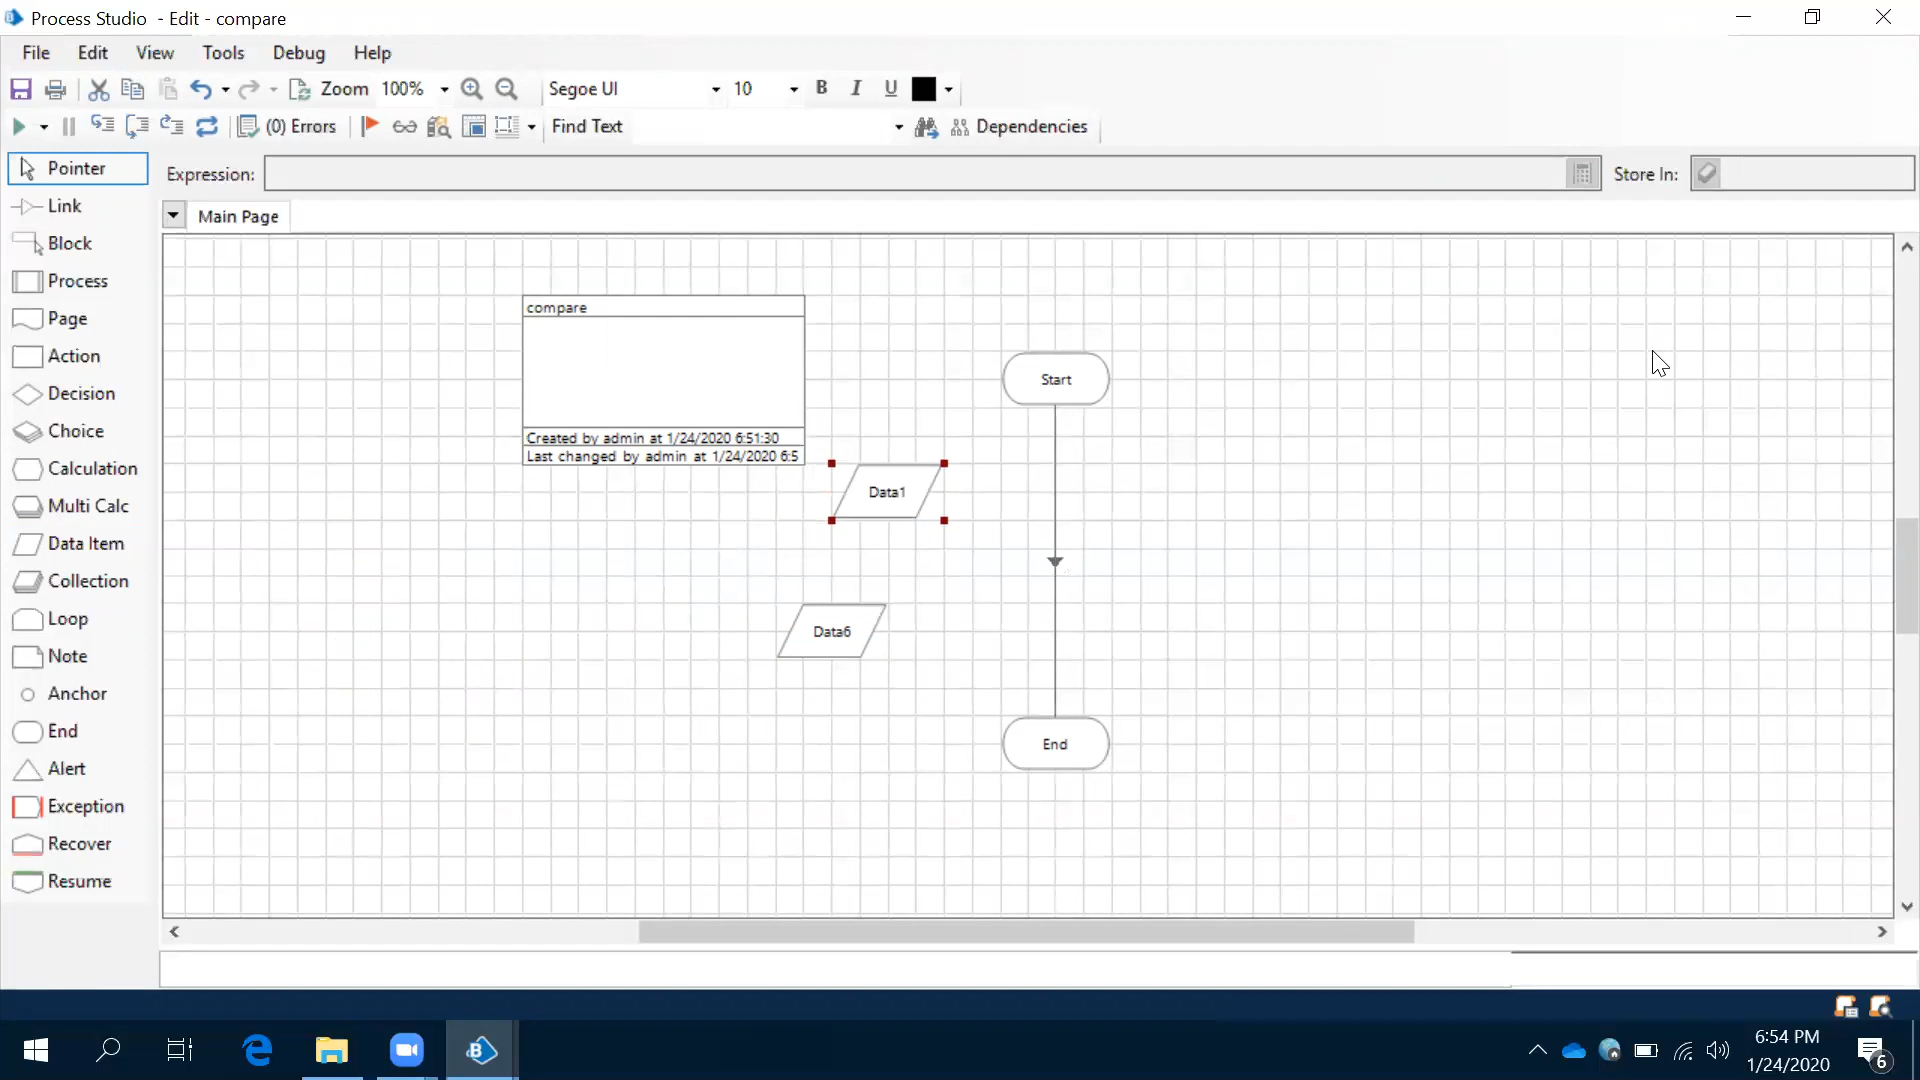 Process Studio - Edit - compare
File Edit View Tools Debug Help
Zoom 100% Segoe UI 10 B I U
(0) Errors Find Text Dependencies
Pointer
Expression: Store In:
Link
Main Page
Block
Process
Page
Action
Decision
Choice
Calculation
Multi Calc
Data Item
Collection
Loop
Note
Anchor
End
Alert
Exception
Recover
Resume
compare
Created by admin at 1/24/2020 6:51:30
Last changed by admin at 1/24/2020 6:5
Start
Data1
Data6
End
6:54 PM
1/24/2020
6